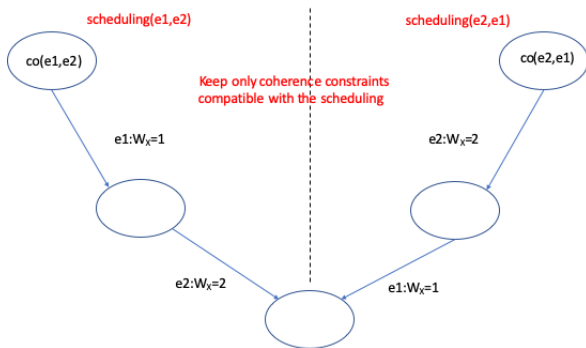 scheduling(e1,e2)
scheduling(e2,e1)
co(e1,e2)
co(e2,e1)
Keep only coherence constraints
compatible with the scheduling
e1:Wₓ=1
e2:Wₓ=2
e2:Wₓ=2
e1:Wₓ=1